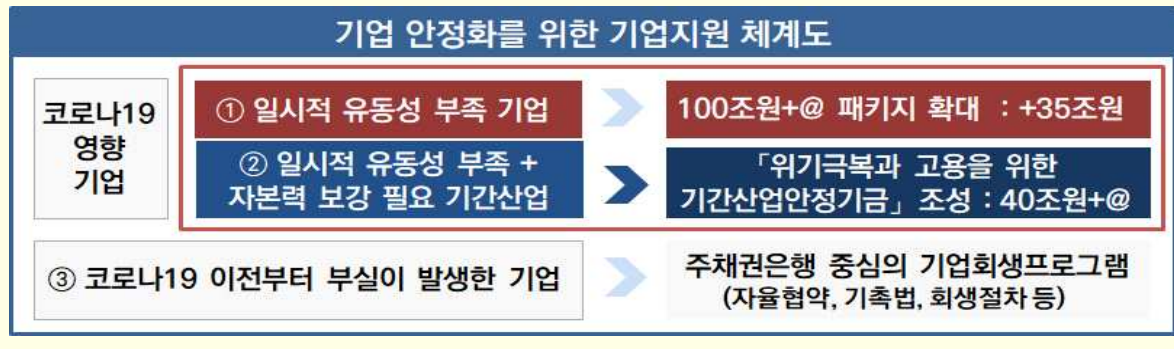 기업 안정화를 위한 기업지원 체계도
코로나19
영향
기업
① 일시적 유동성 부족 기업
100조원+@ 패키지 확대 : +35조원
② 일시적 유동성 부족 +
자본력 보강 필요 기간산업
「위기극복과 고용을 위한
기간산업안정기금」 조성 : 40조원+@
③ 코로나19 이전부터 부실이 발생한 기업
주채권은행 중심의 기업회생프로그램
(자율협약, 기촉법, 회생절차 등)